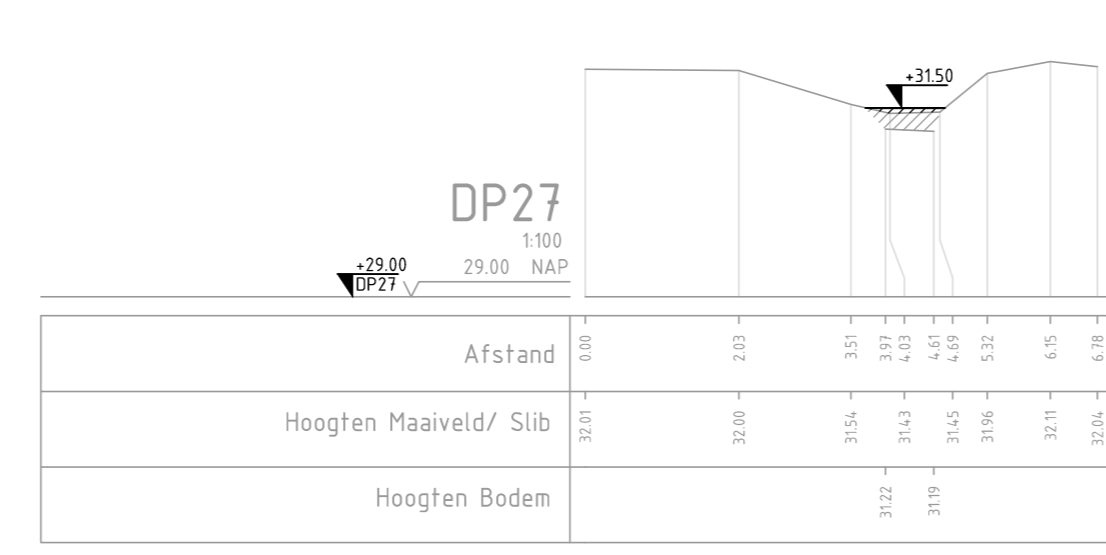 +31.50
DP27
1:100
+29.00
29.00 NAP
DP27
Afstand 0.00 2.03 3.51 3.97 4.03 4.61 4.69 5.32 6.15 6.78
Hoogten Maaiveld/ Slib 32.01 32.00 31.54 31.43 31.45 31.96 32.11 32.04
Hoogten Bodem 31.22 31.19